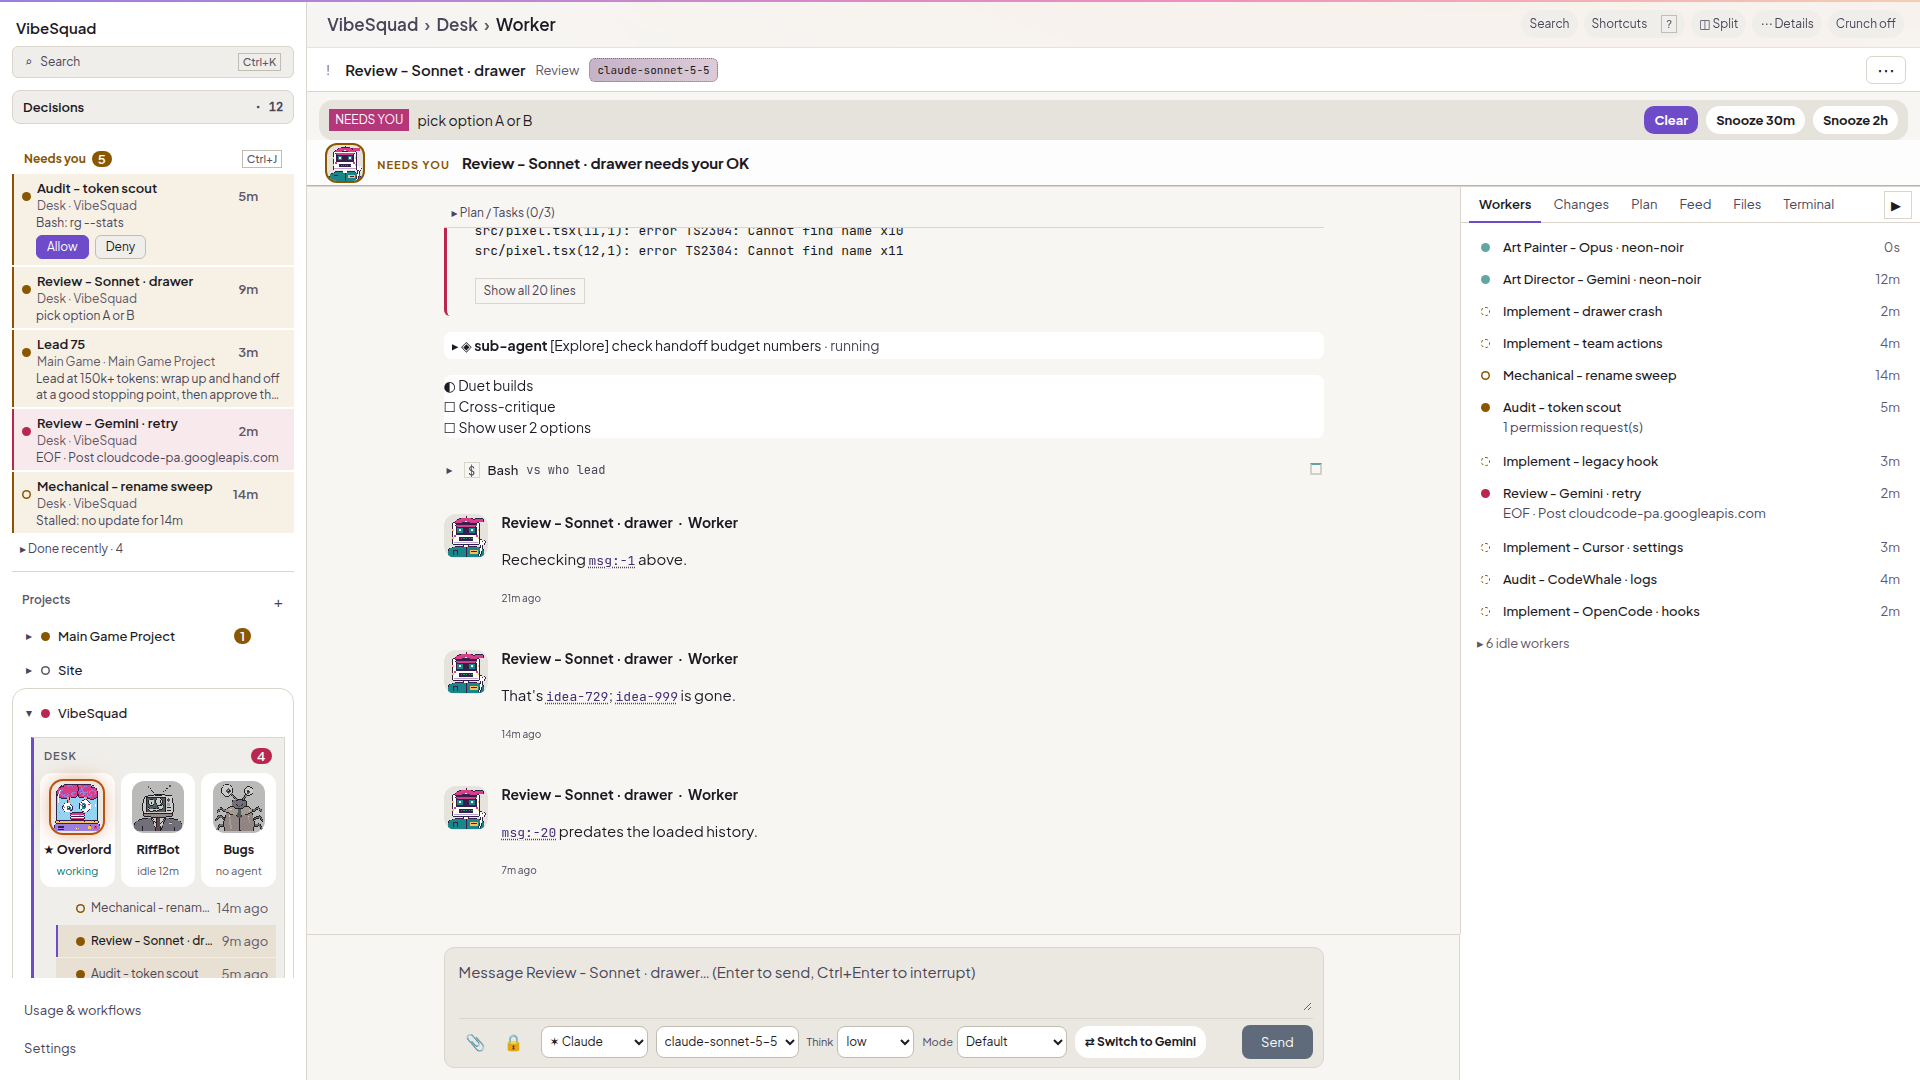 VibeSquad
Search Ctrl+K
Decisions · 12
Needs you 5 Ctrl+J
Audit - token scout 5m
Desk · VibeSquad
Bash: rg --stats
Allow Deny
Review - Sonnet · drawer 9m
Desk · VibeSquad
pick option A or B
Lead 75 3m
Main Game · Main Game Project
Lead at 150k+ tokens: wrap up and hand off
at a good stopping point, then approve th...
Review - Gemini · retry 2m
Desk · VibeSquad
EOF · Post cloudcode-pa.googleapis.com
Mechanical - rename sweep 14m
Desk · VibeSquad
Stalled: no update for 14m
▸ Done recently · 4
Projects +
▸ Main Game Project 1
▸ Site
▾ VibeSquad
DESK 4
★ Overlord RiffBot Bugs
working idle 12m no agent
Mechanical - renam... 14m ago
Review - Sonnet · dr... 9m ago
Audit - token scout 5m ago
Usage & workflows
Settings
VibeSquad › Desk › Worker
Search Shortcuts ? Split ··· Details Crunch off
! Review - Sonnet · drawer Review claude-sonnet-5-5 ···
NEEDS YOU pick option A or B Clear Snooze 30m Snooze 2h
NEEDS YOU Review - Sonnet · drawer needs your OK
▸ Plan / Tasks (0/3)
src/pixel.tsx(11,1): error TS2304: Cannot find name x10
src/pixel.tsx(12,1): error TS2304: Cannot find name x11
Show all 20 lines
▸ ◈ sub-agent [Explore] check handoff budget numbers · running
◐ Duet builds
☐ Cross-critique
☐ Show user 2 options
▸ $ Bash vs who lead
Review - Sonnet · drawer · Worker
Rechecking msg:-1 above.
21m ago
Review - Sonnet · drawer · Worker
That's idea-729; idea-999 is gone.
14m ago
Review - Sonnet · drawer · Worker
msg:-20 predates the loaded history.
7m ago
Message Review - Sonnet · drawer... (Enter to send, Ctrl+Enter to interrupt)
✶ Claude claude-sonnet-5-5 Think low Mode Default ⇄ Switch to Gemini Send
Workers Changes Plan Feed Files Terminal ▶
Art Painter - Opus · neon-noir 0s
Art Director - Gemini · neon-noir 12m
Implement - drawer crash 2m
Implement - team actions 4m
Mechanical - rename sweep 14m
Audit - token scout 5m
1 permission request(s)
Implement - legacy hook 3m
Review - Gemini · retry 2m
EOF · Post cloudcode-pa.googleapis.com
Implement - Cursor · settings 3m
Audit - CodeWhale · logs 4m
Implement - OpenCode · hooks 2m
▸ 6 idle workers